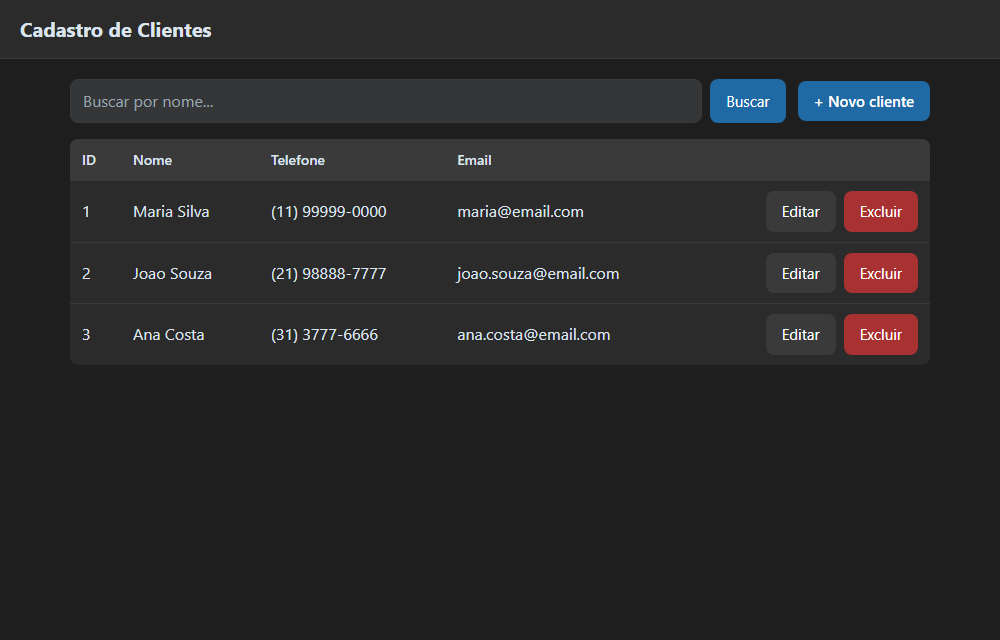 Cadastro de Clientes
Buscar por nome... Buscar + Novo cliente
ID Nome Telefone Email
1 Maria Silva (11) 99999-0000 maria@email.com Editar Excluir
2 Joao Souza (21) 98888-7777 joao.souza@email.com Editar Excluir
3 Ana Costa (31) 3777-6666 ana.costa@email.com Editar Excluir